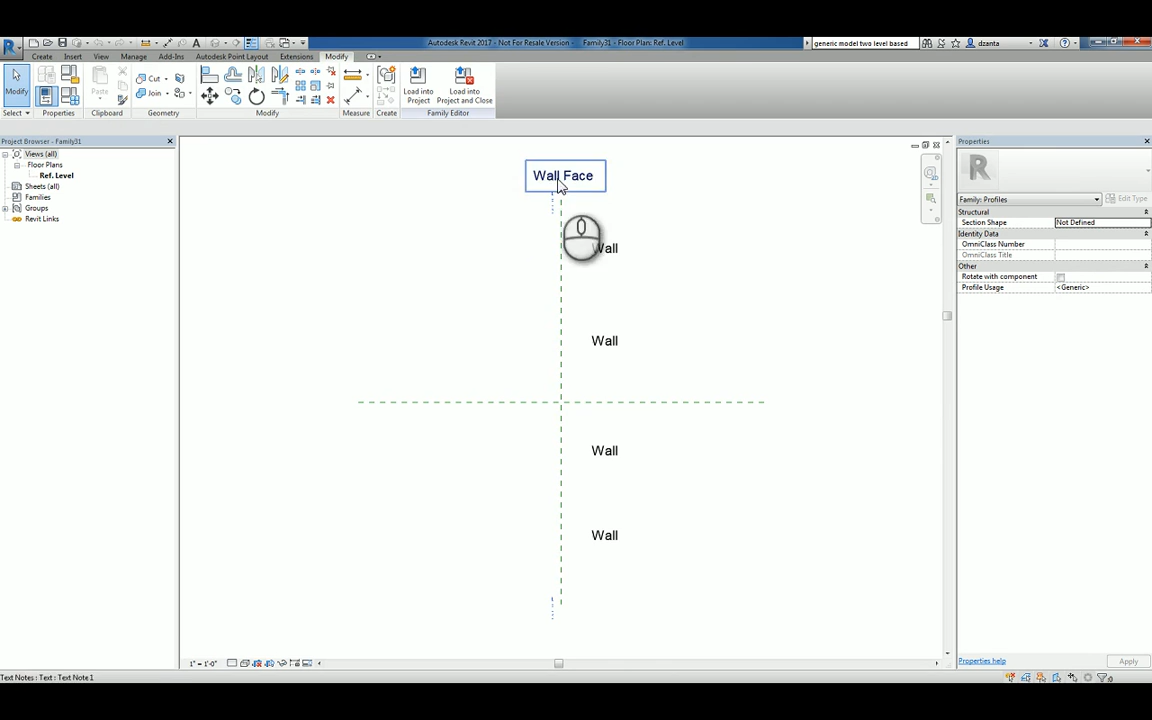 Autodesk Revit 2017 - Not For Resale Version - Family31 - Floor Plan: Ref. Level
generic model two level based
dzanta
Create Insert View Manage Add-Ins Autodesk Point Layout Extensions Modify
Modify
Paste
Cut
Join
Load into Project
Load into Project and Close
Select Properties Clipboard Geometry Modify Measure Create Family Editor
Project Browser - Family31
Views (all)
Floor Plans
Ref. Level
Sheets (all)
Families
Groups
Revit Links
Wall Face
Wall
Wall
Wall
Wall
Properties
R
Family: Profiles
Edit Type
Structural
Section Shape Not Defined
Identity Data
OmniClass Number
OmniClass Title
Other
Rotate with component
Profile Usage <Generic>
Properties help
Apply
1" = 1'-0"
Text Notes : Text : Text Note 1